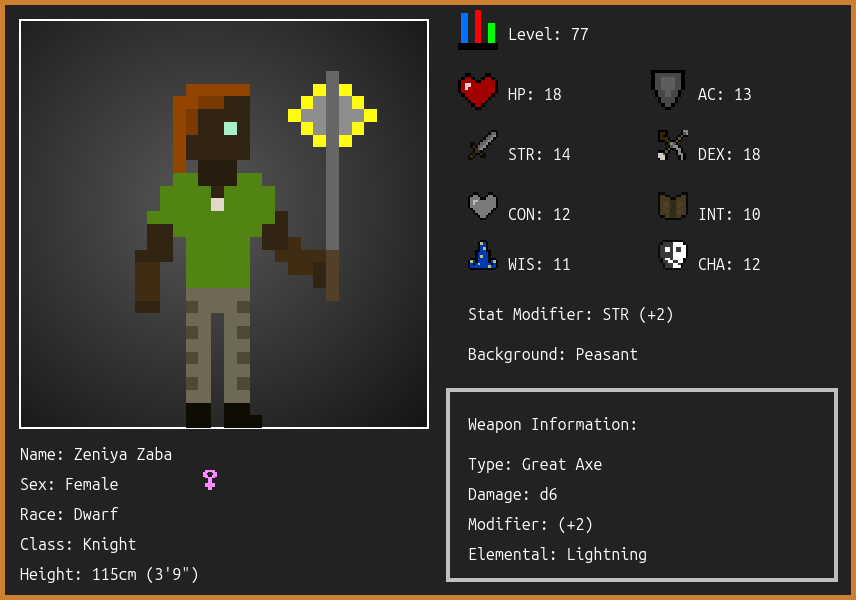 Level: 77
HP: 18
AC: 13
STR: 14
DEX: 18
CON: 12
INT: 10
WIS: 11
CHA: 12
Stat Modifier: STR (+2)
Background: Peasant
Weapon Information:
Type: Great Axe
Damage: d6
Modifier: (+2)
Elemental: Lightning
Name: Zeniya Zaba
Sex: Female
Race: Dwarf
Class: Knight
Height: 115cm (3'9")